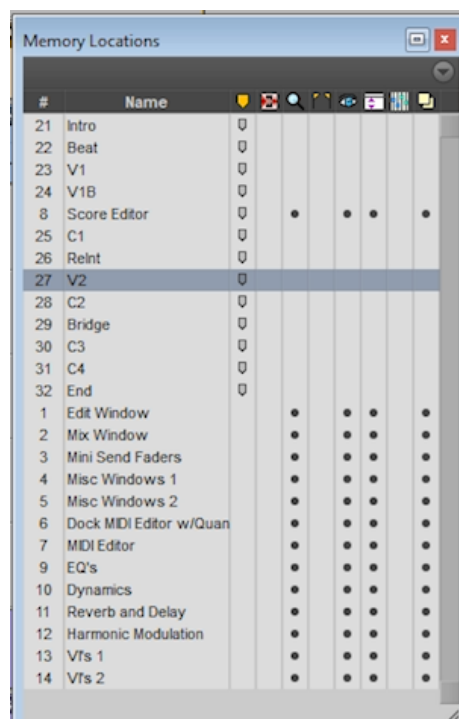 Memory Locations
# Name
21 Intro
22 Beat
23 V1
24 V1B
8 Score Editor
25 C1
26 ReInt
27 V2
28 C2
29 Bridge
30 C3
31 C4
32 End
1 Edit Window
2 Mix Window
3 Mini Send Faders
4 Misc Windows 1
5 Misc Windows 2
6 Dock MIDI Editor w/Quan
7 MIDI Editor
9 EQ's
10 Dynamics
11 Reverb and Delay
12 Harmonic Modulation
13 VI's 1
14 VI's 2